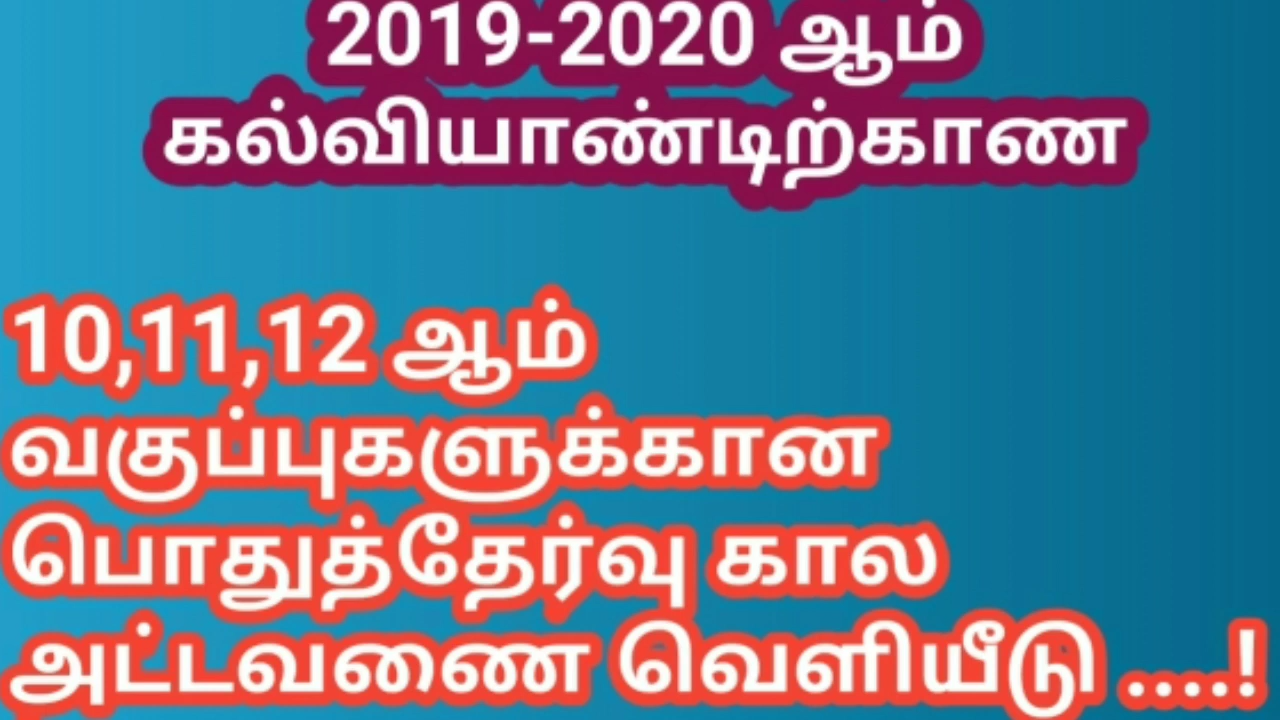 2019-2020 ஆம்
கல்வியாண்டிற்காண
10,11,12 ஆம்
வகுப்புகளுக்கான
பொதுத்தேர்வு கால
அட்டவணை வெளியீடு ....!